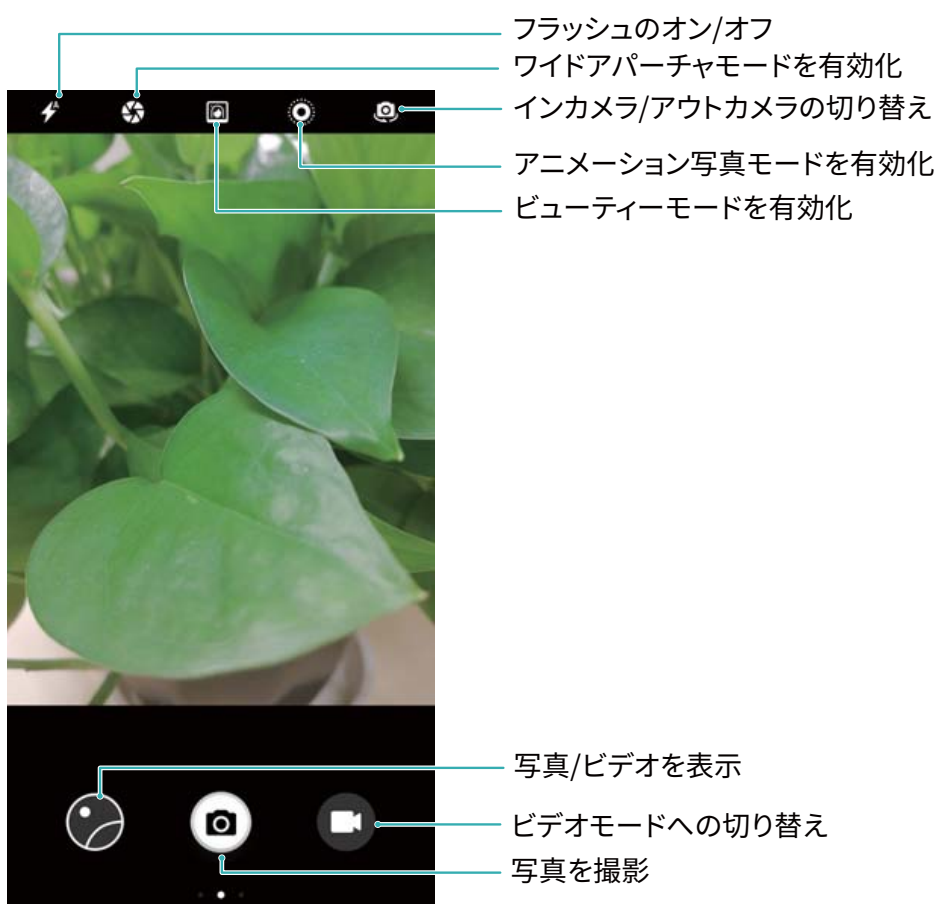 フラッシュのオン/オフ
ワイドアパーチャモードを有効化
インカメラ/アウトカメラの切り替え
アニメーション写真モードを有効化
ビューティーモードを有効化
写真/ビデオを表示
ビデオモードへの切り替え
写真を撮影